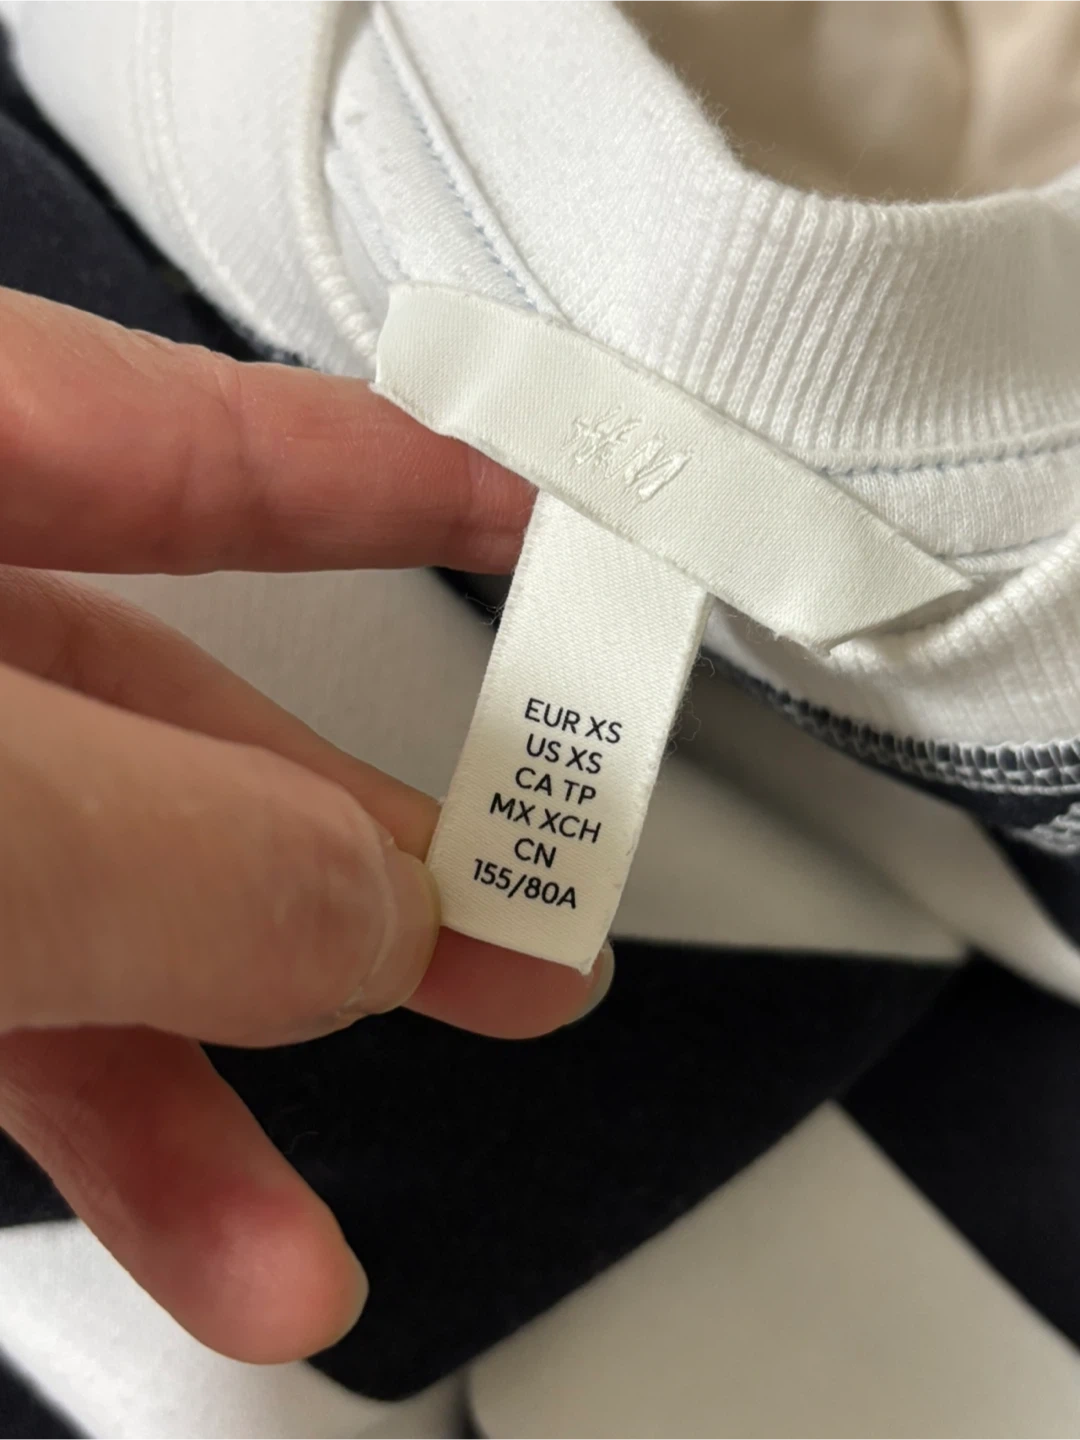 H&M
EUR XS
US XS
CA TP
MX XCH
CN
155/80A